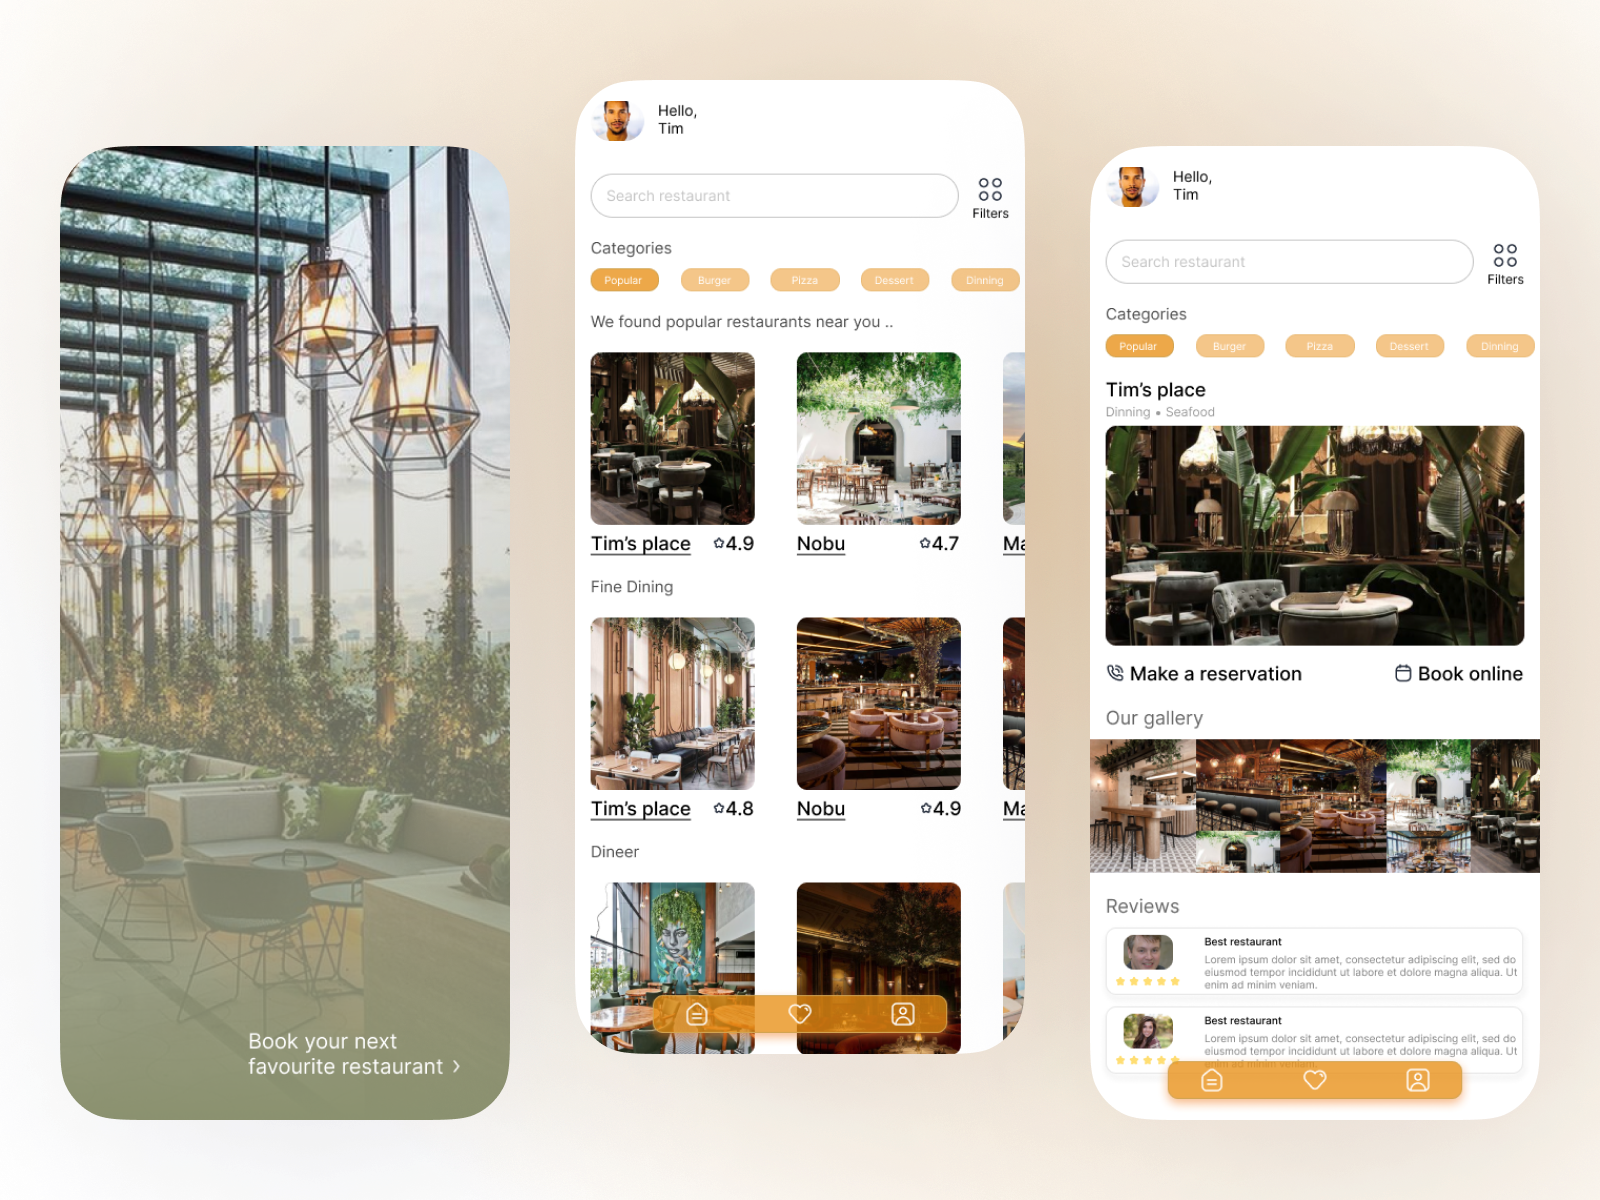 Book your next
favourite restaurant ›
Hello,
Tim
Search restaurant
Filters
Categories
Popular Burger Pizza Dessert Dinning
We found popular restaurants near you ..
Tim's place 4.9 Nobu 4.7 Ma
Fine Dining
Tim's place 4.8 Nobu 4.9 Ma
Dineer
Hello,
Tim
Search restaurant
Filters
Categories
Popular Burger Pizza Dessert Dinning
Tim's place
Dinning • Seafood
Make a reservation Book online
Our gallery
Reviews
Best restaurant
Lorem ipsum dolor sit amet, consectetur adipiscing elit, sed do
eiusmod tempor incididunt ut labore et dolore magna aliqua. Ut
enim ad minim veniam.
Best restaurant
Lorem ipsum dolor sit amet, consectetur adipiscing elit, sed do
eiusmod tempor incididunt ut labore et dolore magna aliqua. Ut
enim ad minim veniam.